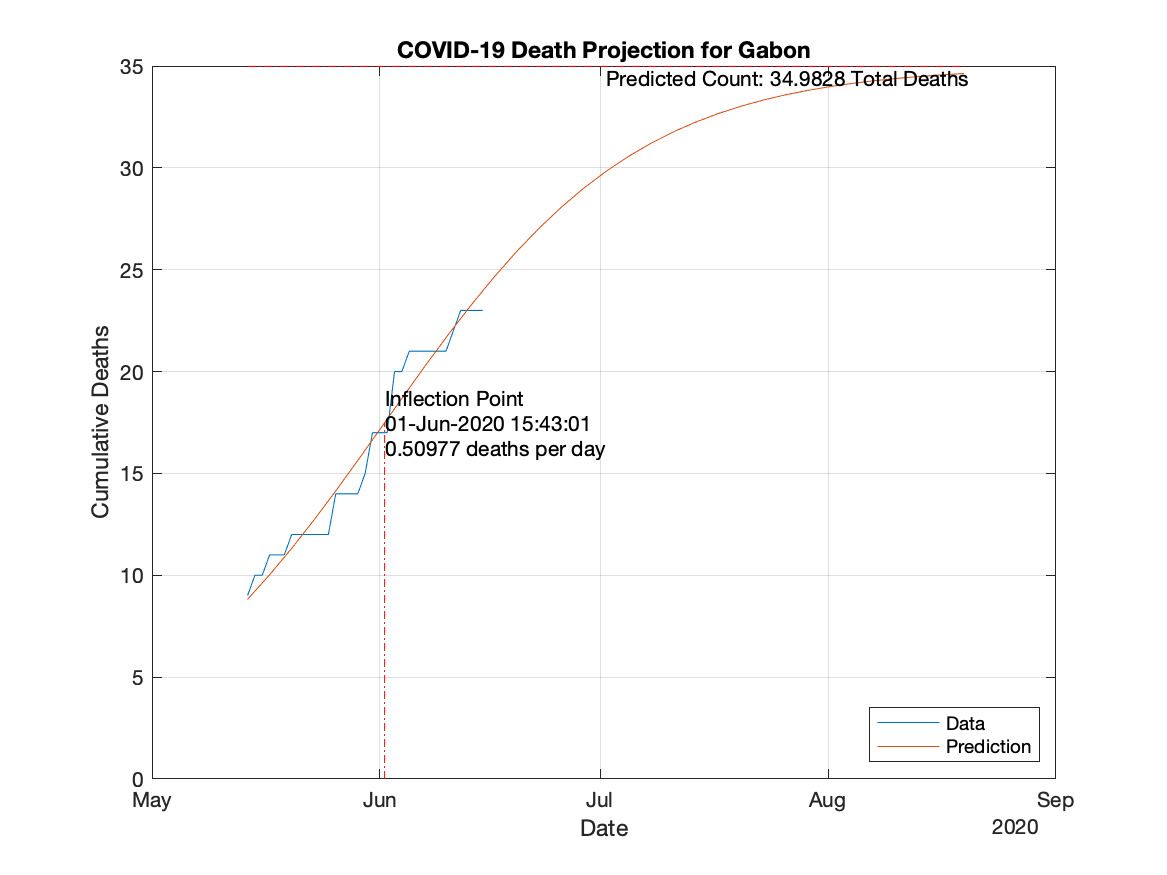 COVID-19 Death Projection for Gabon
35
Predicted Count: 34.9828 Total Deaths
30
25
20
Inflection Point
01-Jun-2020 15:43:01
0.50977 deaths per day
15
10
5
0
Cumulative Deaths
Data
Prediction
May
Jun
Jul
Aug
Sep
Date
2020